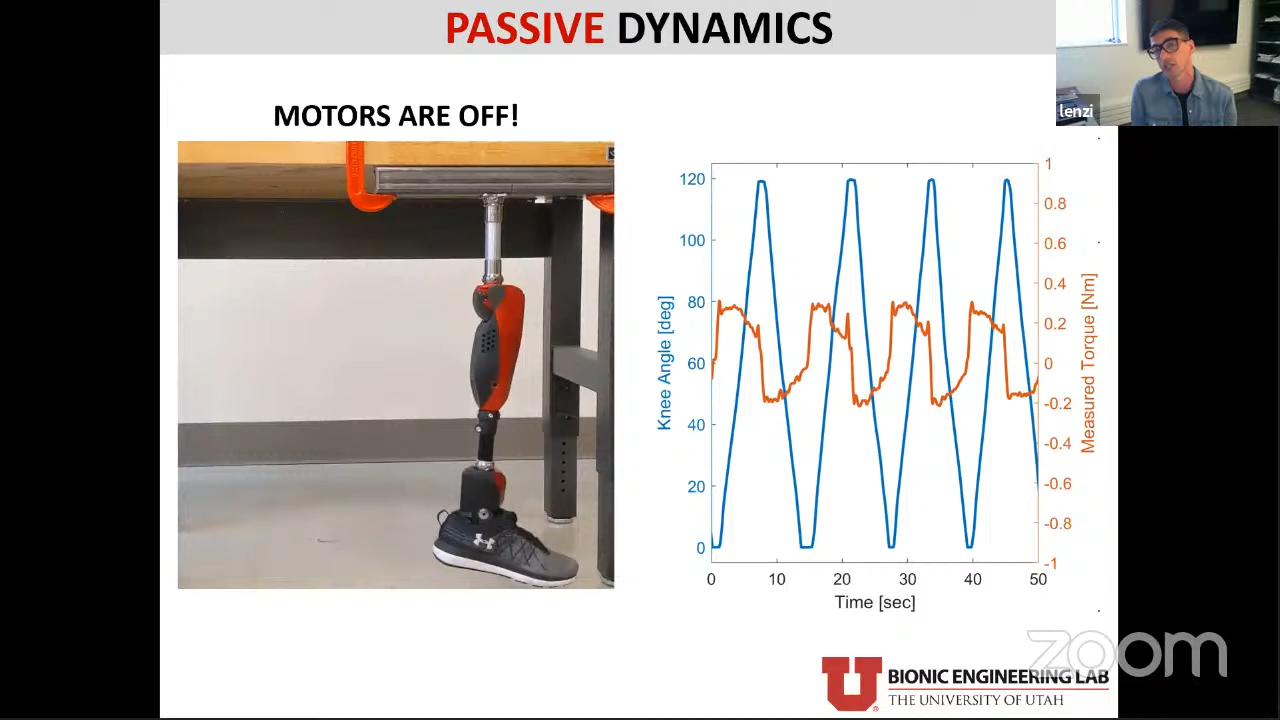 PASSIVE DYNAMICS
lenzi
MOTORS ARE OFF!
Knee Angle [deg]
120
100
80
60
40
20
0
1
0.8
0.6
0.4
0.2
0
-0.2
-0.4
-0.6
-0.8
-1
Measured Torque [Nm]
0 10 20 30 40 50
Time [sec]
zoom
U BIONIC ENGINEERING LAB
THE UNIVERSITY OF UTAH